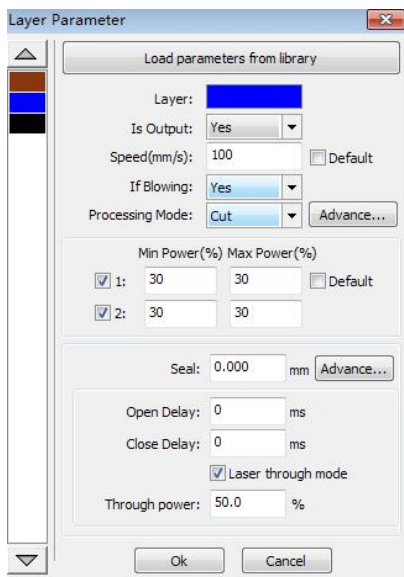 Layer Parameter
Load parameters from library
Layer:
Is Output: Yes
Speed(mm/s): 100 Default
If Blowing: Yes
Processing Mode: Cut Advance...
Min Power(%) Max Power(%)
1: 30 30 Default
2: 30 30
Seal: 0.000 mm Advance...
Open Delay: 0 ms
Close Delay: 0 ms
Laser through mode
Through power: 50.0 %
Ok Cancel